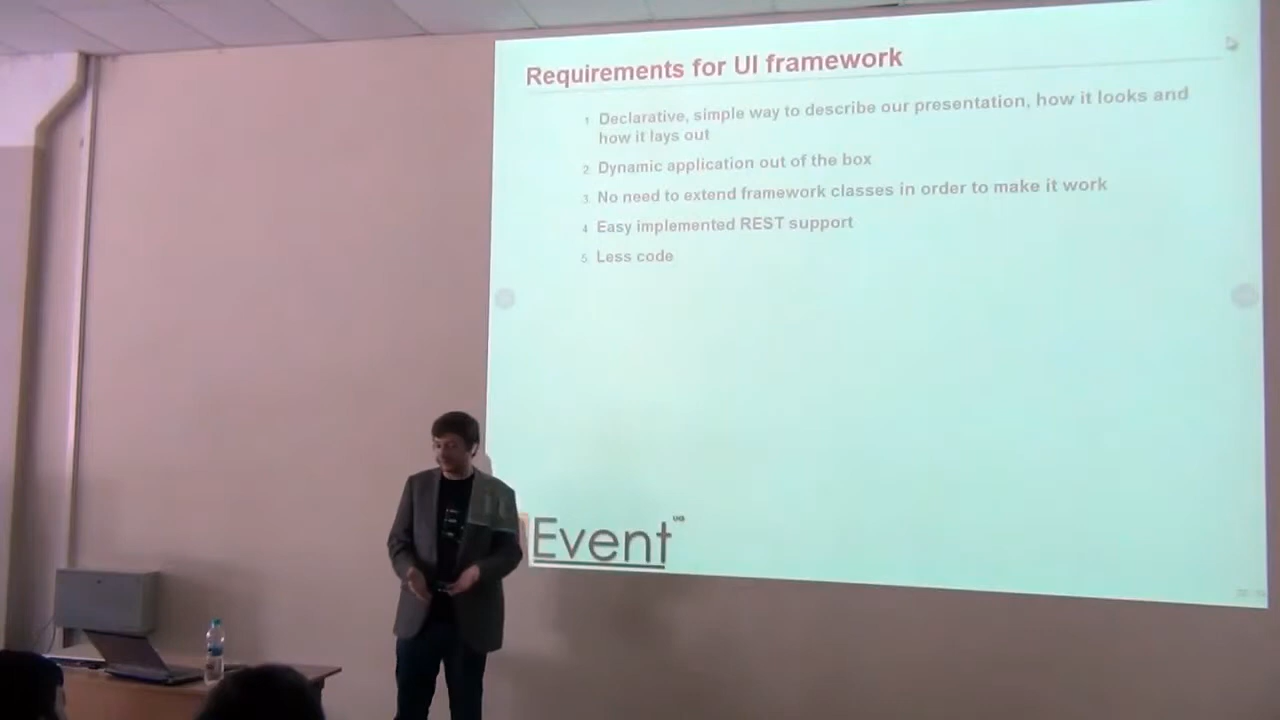 Requirements for UI framework
1. Declarative, simple way to describe our presentation, how it looks and
how it lays out
2. Dynamic application out of the box
3. No need to extend framework classes in order to make it work
4. Easy implemented REST support
5. Less code
Event